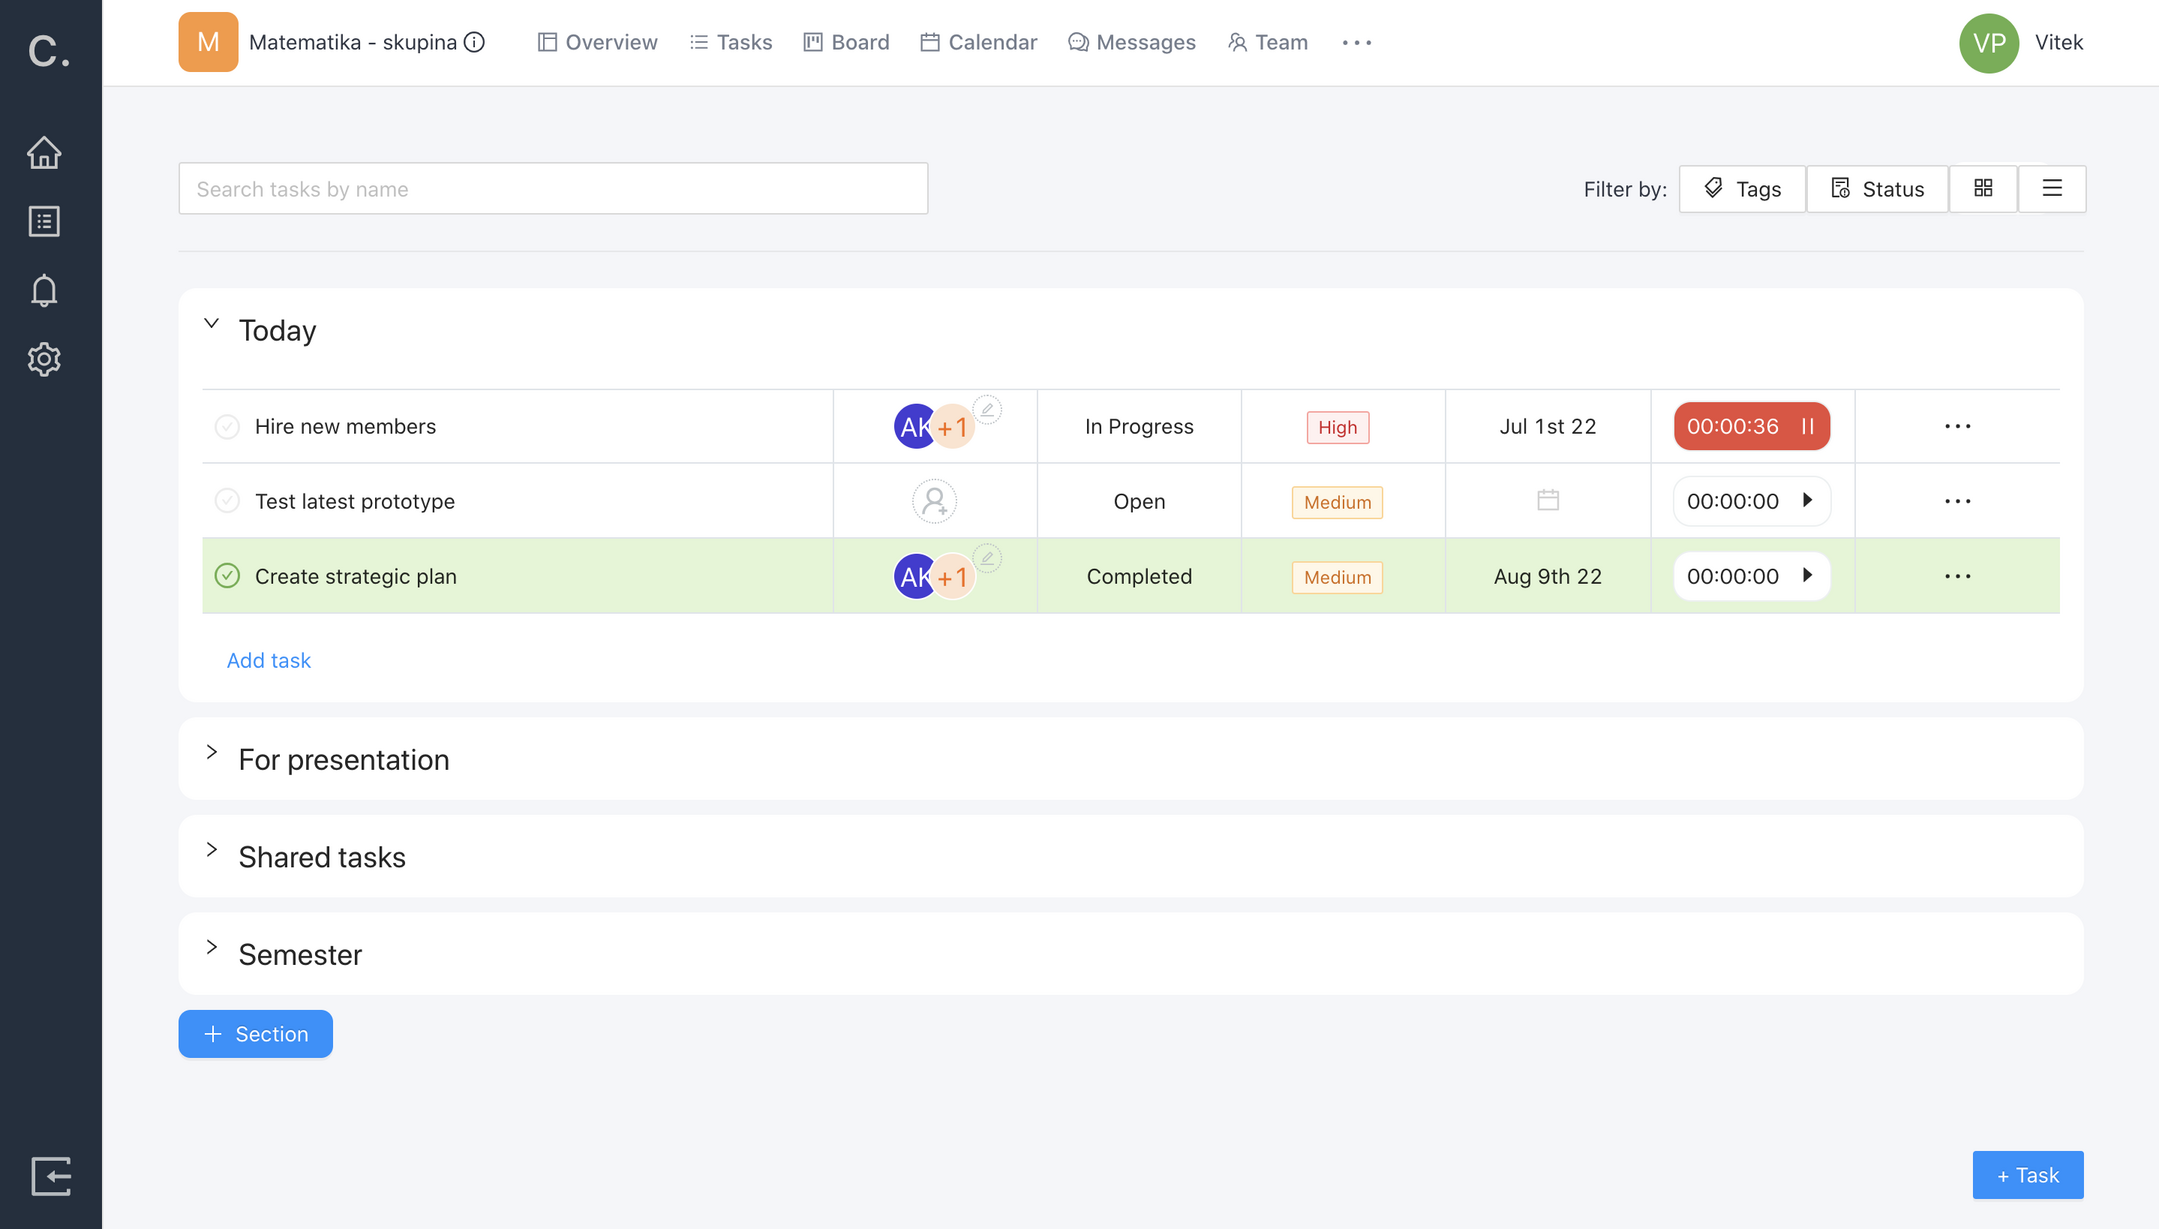 C.
M Matematika - skupina Overview Tasks Board Calendar Messages Team ··· VP Vitek
Search tasks by name Filter by: Tags Status
Today
Hire new members AK +1 In Progress High Jul 1st 22 00:00:36 ···
Test latest prototype Open Medium 00:00:00 ···
Create strategic plan AK +1 Completed Medium Aug 9th 22 00:00:00 ···
Add task
For presentation
Shared tasks
Semester
+ Section
+ Task